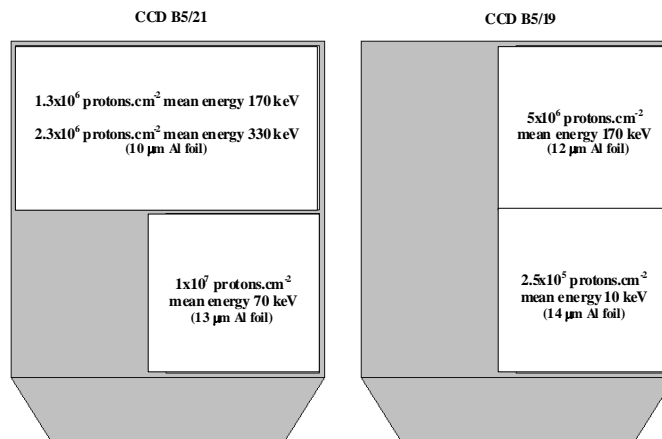 CCD B5/21
1.3x10⁶ protons.cm⁻² mean energy 170 keV
2.3x10⁶ protons.cm⁻² mean energy 330 keV
(10 µm Al foil)
1x10⁷ protons.cm⁻²
mean energy 70 keV
(13 µm Al foil)
CCD B5/19
5x10⁶ protons.cm⁻²
mean energy 170 keV
(12 µm Al foil)
2.5x10⁵ protons.cm⁻²
mean energy 10 keV
(14 µm Al foil)